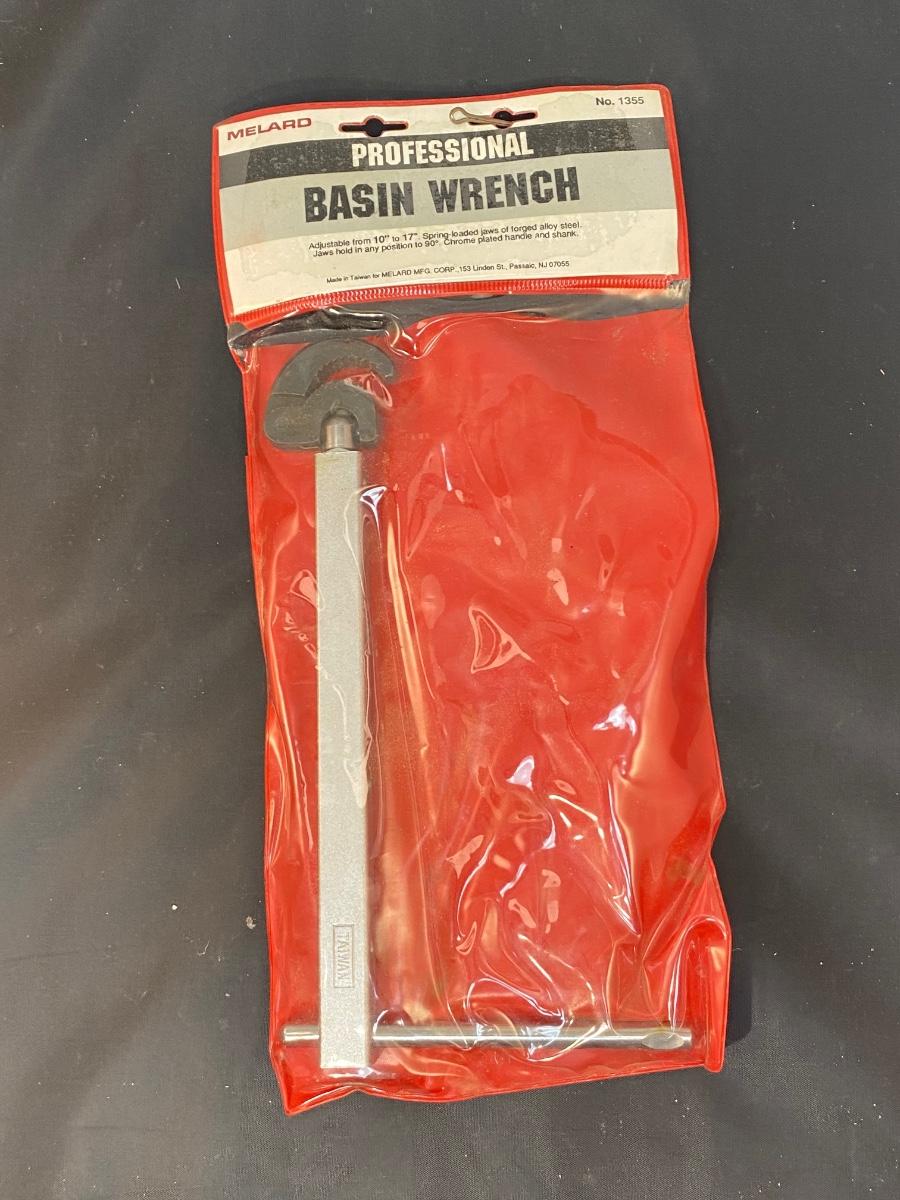 MELARD
No. 1355
PROFESSIONAL
BASIN WRENCH
Adjustable from 10" to 17". Spring-loaded jaws of forged alloy steel.
Jaws hold in any position to 90°. Chrome plated handle and shank.
Made in Taiwan for MELARD MFG. CORP., 153 Linden St., Passaic, NJ 07055
TAIWAN